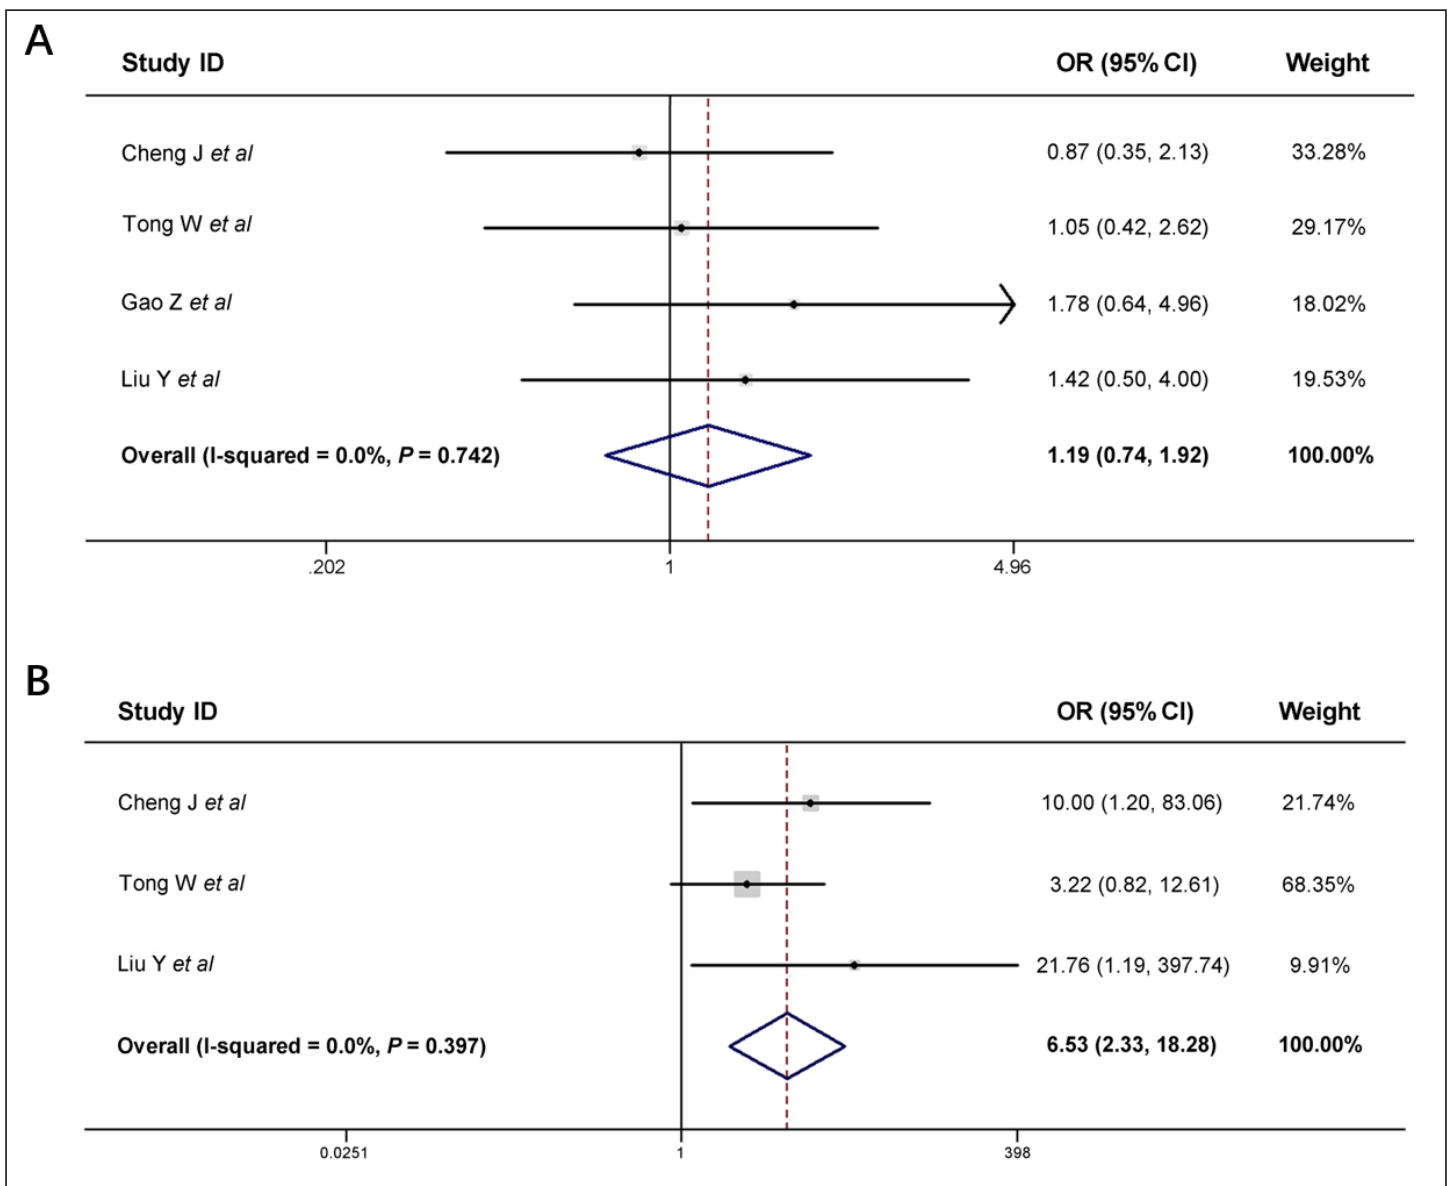 A
Study ID OR (95% CI) Weight
Cheng J et al 0.87 (0.35, 2.13) 33.28%
Tong W et al 1.05 (0.42, 2.62) 29.17%
Gao Z et al 1.78 (0.64, 4.96) 18.02%
Liu Y et al 1.42 (0.50, 4.00) 19.53%
Overall (I-squared = 0.0%, P = 0.742) 1.19 (0.74, 1.92) 100.00%
.202 1 4.96
B
Study ID OR (95% CI) Weight
Cheng J et al 10.00 (1.20, 83.06) 21.74%
Tong W et al 3.22 (0.82, 12.61) 68.35%
Liu Y et al 21.76 (1.19, 397.74) 9.91%
Overall (I-squared = 0.0%, P = 0.397) 6.53 (2.33, 18.28) 100.00%
0.0251 1 398